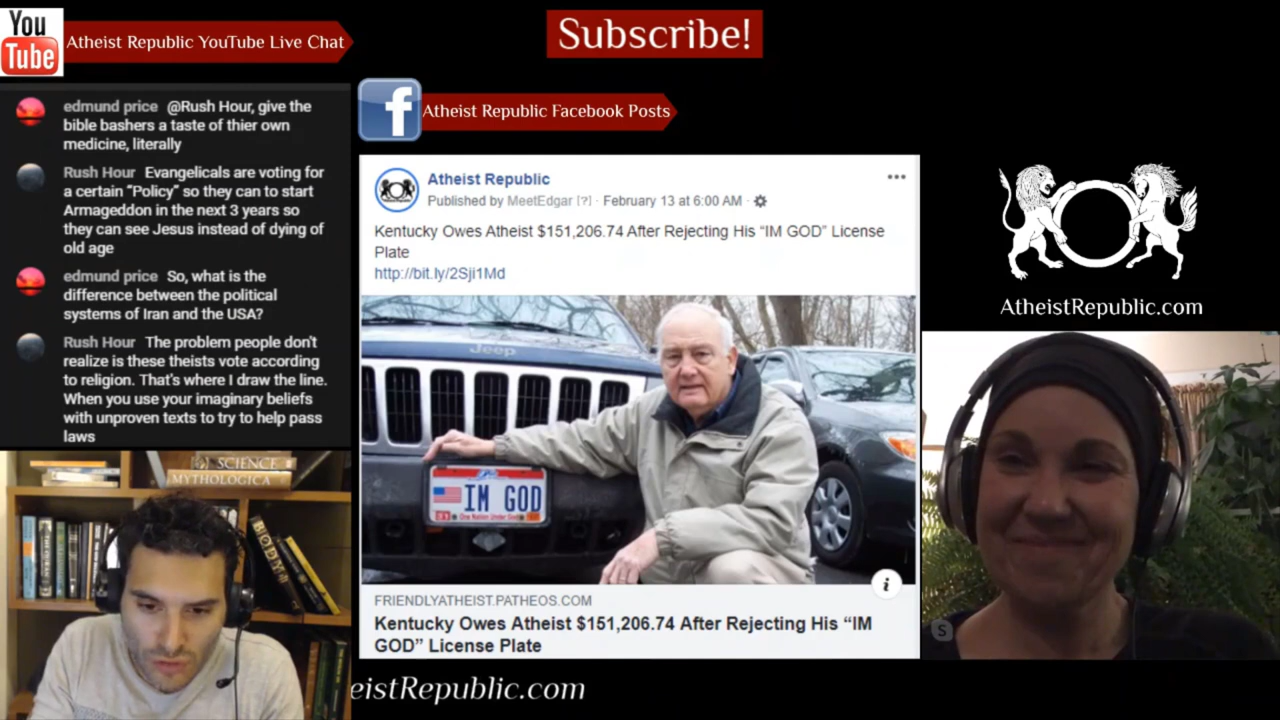 You
Tube
Atheist Republic YouTube Live Chat
Subscribe!
Atheist Republic Facebook Posts
edmund price @Rush Hour, give the
bible bashers a taste of thier own
medicine, literally
Rush Hour Evangelicals are voting for
a certain "Policy" so they can to start
Armageddon in the next 3 years so
they can see Jesus instead of dying of
old age
edmund price So, what is the
difference between the political
systems of Iran and the USA?
Rush Hour The problem people don't
realize is these theists vote according
to religion. That's where I draw the line.
When you use your imaginary beliefs
with unproven texts to try to help pass
laws
f
Atheist Republic
Published by MeetEdgar [?] · February 13 at 6:00 AM ·
Kentucky Owes Atheist $151,206.74 After Rejecting His “IM GOD” License
Plate
http://bit.ly/2Sji1Md
Jeep
IM GOD
One Nation Under God
i
FRIENDLYATHEIST.PATHEOS.COM
Kentucky Owes Atheist $151,206.74 After Rejecting His “IM
GOD” License Plate
AtheistRepublic.com
S
SCIENCE
MYTHOLOGICA
BODY
eistRepublic.com